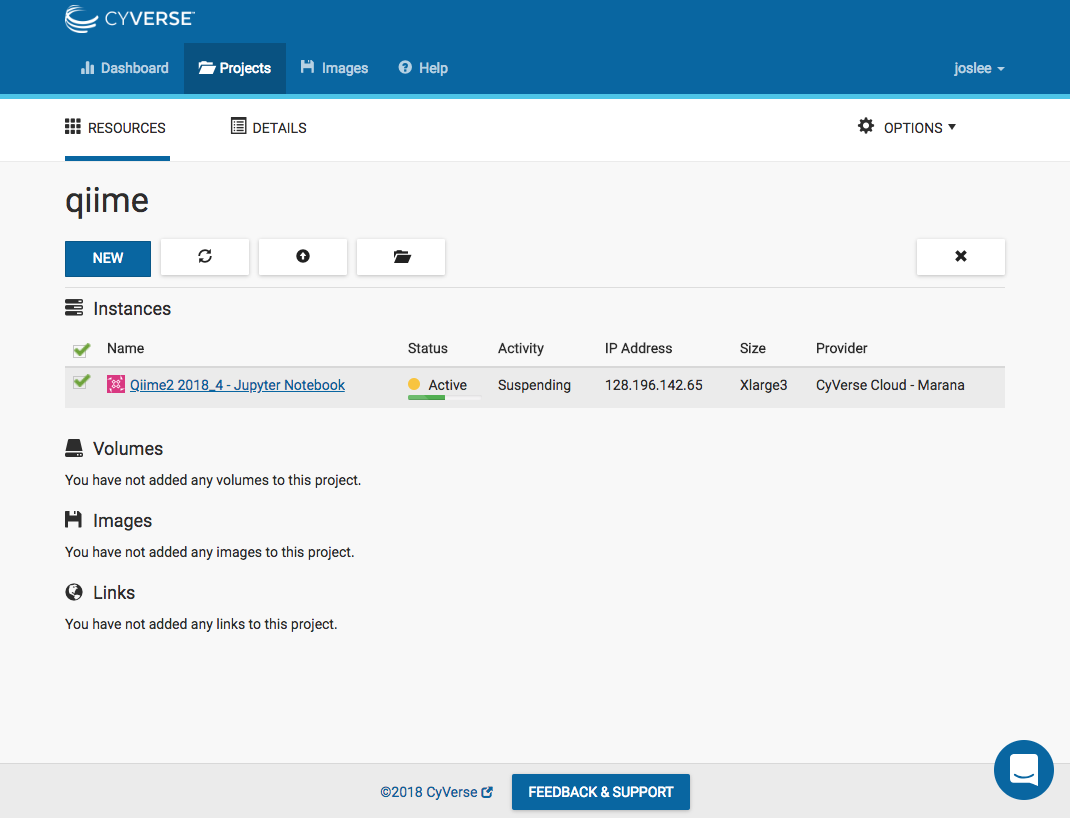 CYVERSE™
Dashboard Projects Images Help joslee
RESOURCES DETAILS OPTIONS
qiime
NEW
Instances
Name Status Activity IP Address Size Provider
Qiime2 2018_4 - Jupyter Notebook Active Suspending 128.196.142.65 Xlarge3 CyVerse Cloud - Marana
Volumes
You have not added any volumes to this project.
Images
You have not added any images to this project.
Links
You have not added any links to this project.
©2018 CyVerse FEEDBACK & SUPPORT